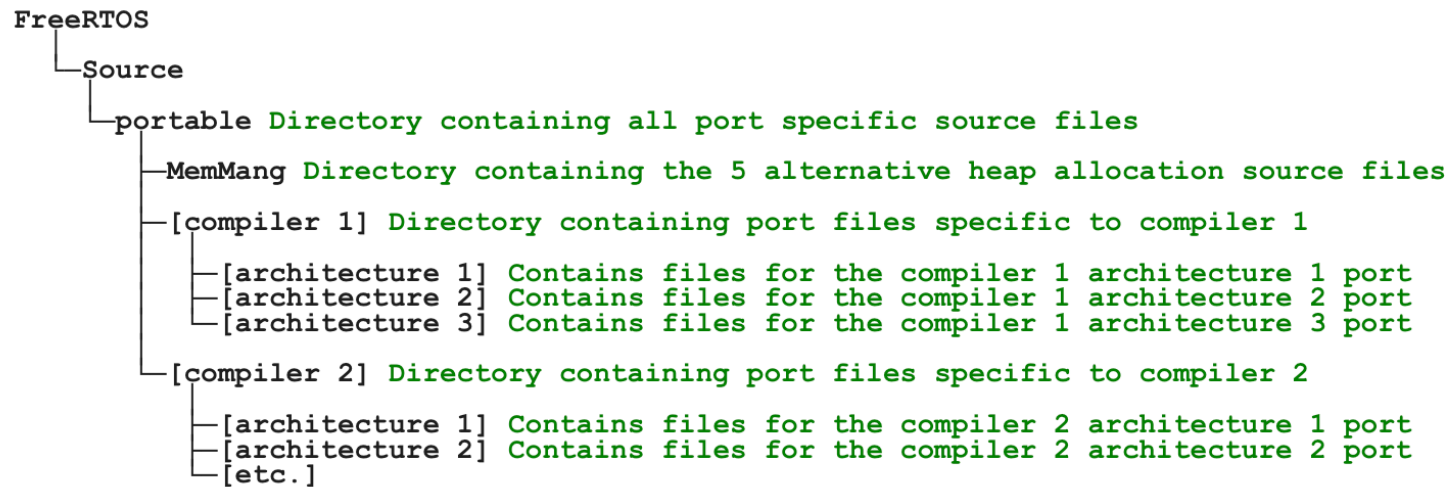 FreeRTOS
Source
portable Directory containing all port specific source files
MemMang Directory containing the 5 alternative heap allocation source files
[compiler 1] Directory containing port files specific to compiler 1
[architecture 1] Contains files for the compiler 1 architecture 1 port
[architecture 2] Contains files for the compiler 1 architecture 2 port
[architecture 3] Contains files for the compiler 1 architecture 3 port
[compiler 2] Directory containing port files specific to compiler 2
[architecture 1] Contains files for the compiler 2 architecture 1 port
[architecture 2] Contains files for the compiler 2 architecture 2 port
[etc.]